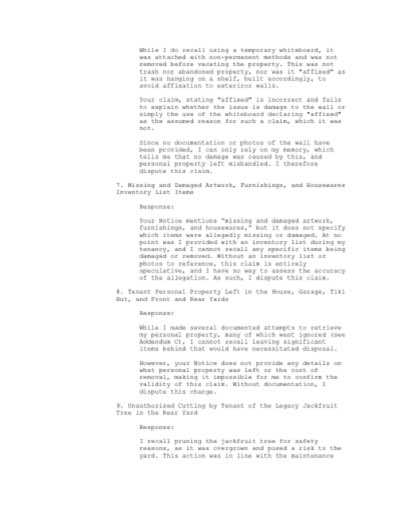 While I do recall using a temporary whiteboard, it
was attached with non-permanent methods and was not
removed before vacating the property. This was not
trash nor abandoned property, nor was it "affixed" as
it was hanging on a shelf, built accordingly, to
avoid affixation to exterior walls.
Your claim, stating "affixed" is incorrect and fails
to explain whether the issue is damage to the wall or
simply the use of the whiteboard declaring "affixed"
as the assumed reason for such a claim, which it was
not.
Since no documentation or photos of the wall have
been provided, I can only rely on my memory, which
tells me that no damage was caused by this, and
personal property left mishandled. I therefore
dispute this claim.
7. Missing and Damaged Artwork, Furnishings, and Housewares
Inventory List Items
Response:
Your Notice mentions "missing and damaged artwork,
furnishings, and housewares," but it does not specify
which items were allegedly missing or damaged. At no
point was I provided with an inventory list during my
tenancy, and I cannot recall any specific items being
damaged or removed. Without an inventory list or
photos to reference, this claim is entirely
speculative, and I have no way to assess the accuracy
of the allegation. As such, I dispute this claim.
8. Tenant Personal Property Left in the House, Garage, Tiki
Hut, and Front and Rear Yards
Response:
While I made several documented attempts to retrieve
my personal property, many of which went ignored (see
Addendum C), I cannot recall leaving significant
items behind that would have necessitated disposal.
However, your Notice does not provide any details on
what personal property was left or the cost of
removal, making it impossible for me to confirm the
validity of this claim. Without documentation, I
dispute this charge.
9. Unauthorized Cutting by Tenant of the Legacy Jackfruit
Tree in the Rear Yard
Response:
I recall pruning the jackfruit tree for safety
reasons, as it was overgrown and posed a risk to the
yard. This action was in line with the maintenance